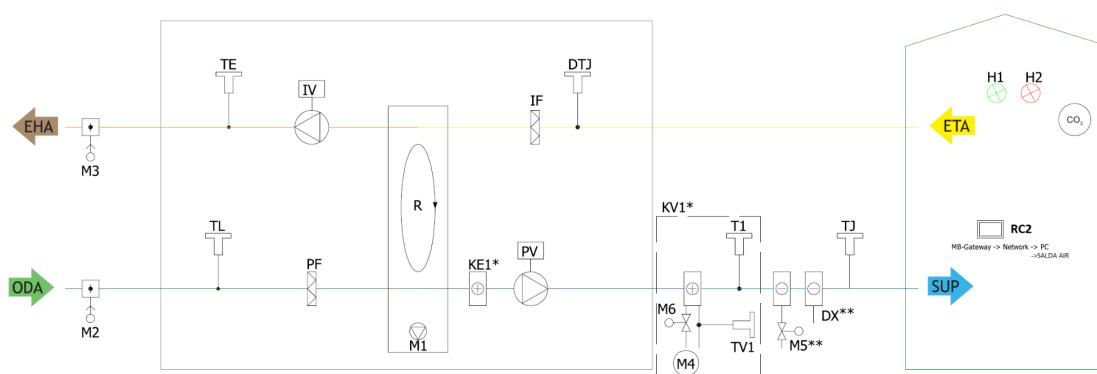 TE
IV
IF
DTJ
H1 H2
EHA
ETA
CO2
M3
R
KV1*
TL
PF
KE1*
PV
T1
TJ
RC2
MB-Gateway -> Network -> PC
->SALDA AIR
ODA
SUP
M6
DX**
M2
M1
M4
TV1
M5**